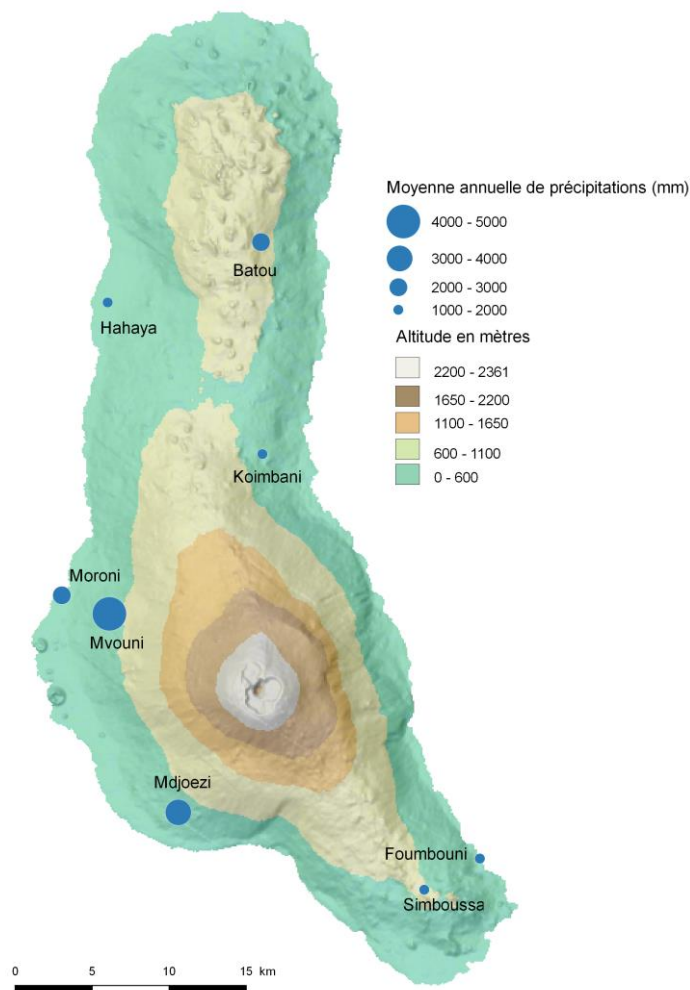 Moyenne annuelle de précipitations (mm)
4000 - 5000
3000 - 4000
2000 - 3000
1000 - 2000
Altitude en mètres
2200 - 2361
1650 - 2200
1100 - 1650
600 - 1100
0 - 600
Batou
Hahaya
Koimbani
Moroni
Mvouni
Mdjoezi
Foumbouni
Simboussa
0 5 10 15 km